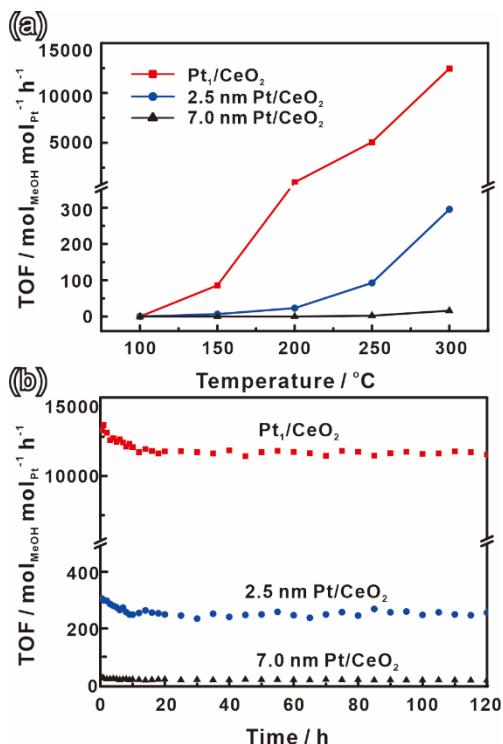 (a)
15000
10000
5000
300
200
100
0
TOF / mol_MeOH mol_Pt^-1 h^-1
Pt₁/CeO₂
2.5 nm Pt/CeO₂
7.0 nm Pt/CeO₂
100 150 200 250 300
Temperature / °C
(b)
15000
10000
400
200
0
TOF / mol_MeOH mol_Pt^-1 h^-1
Pt₁/CeO₂
2.5 nm Pt/CeO₂
7.0 nm Pt/CeO₂
0 20 40 60 80 100 120
Time / h